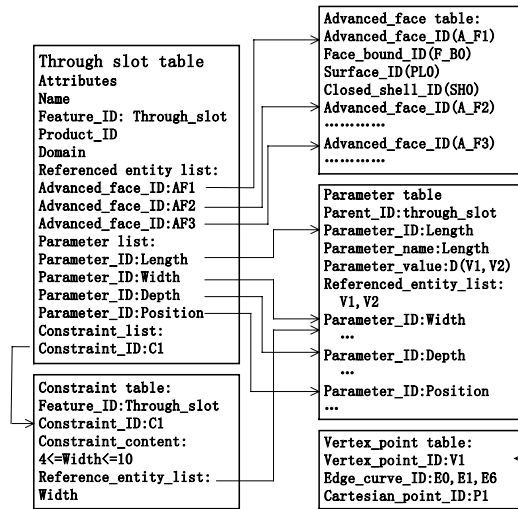 Through slot table
Attributes
Name
Feature_ID: Through_slot
Product_ID
Domain
Referenced entity list:
Advanced_face_ID:AF1
Advanced_face_ID:AF2
Advanced_face_ID:AF3
Parameter list:
Parameter_ID:Length
Parameter_ID:Width
Parameter_ID:Depth
Parameter_ID:Position
Constraint_list:
Constraint_ID:C1
Constraint table:
Feature_ID:Through_slot
Constraint_ID:C1
Constraint_content:
4<=Width<=10
Reference_entity_list:
Width
Advanced_face table:
Advanced_face_ID(A_F1)
Face_bound_ID(F_B0)
Surface_ID(PL0)
Closed_shell_ID(SH0)
Advanced_face_ID(A_F2)
…………
Advanced_face_ID(A_F3)
…………
Parameter table
Parent_ID:through_slot
Parameter_ID:Length
Parameter_name:Length
Parameter_value:D(V1,V2)
Referenced_entity_list:
V1,V2
Parameter_ID:Width
…
Parameter_ID:Depth
…
Parameter_ID:Position
…
Vertex_point table:
Vertex_point_ID:V1
Edge_curve_ID:E0,E1,E6
Cartesian_point_ID:P1